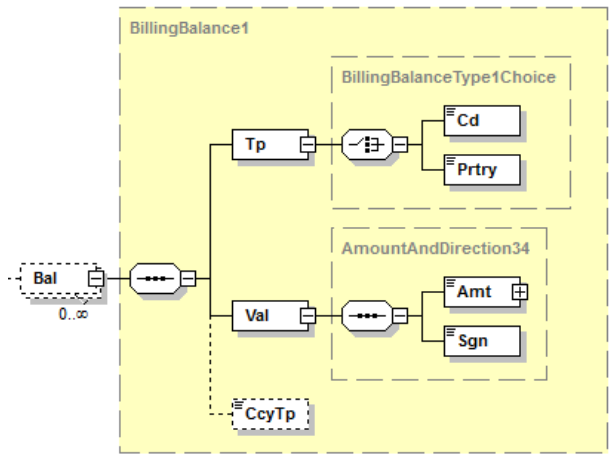 BillingBalance1
BillingBalanceType1Choice
Cd
Tp
Prtry
AmountAndDirection34
Bal
0..∞
Amt
Val
Sgn
CcyTp